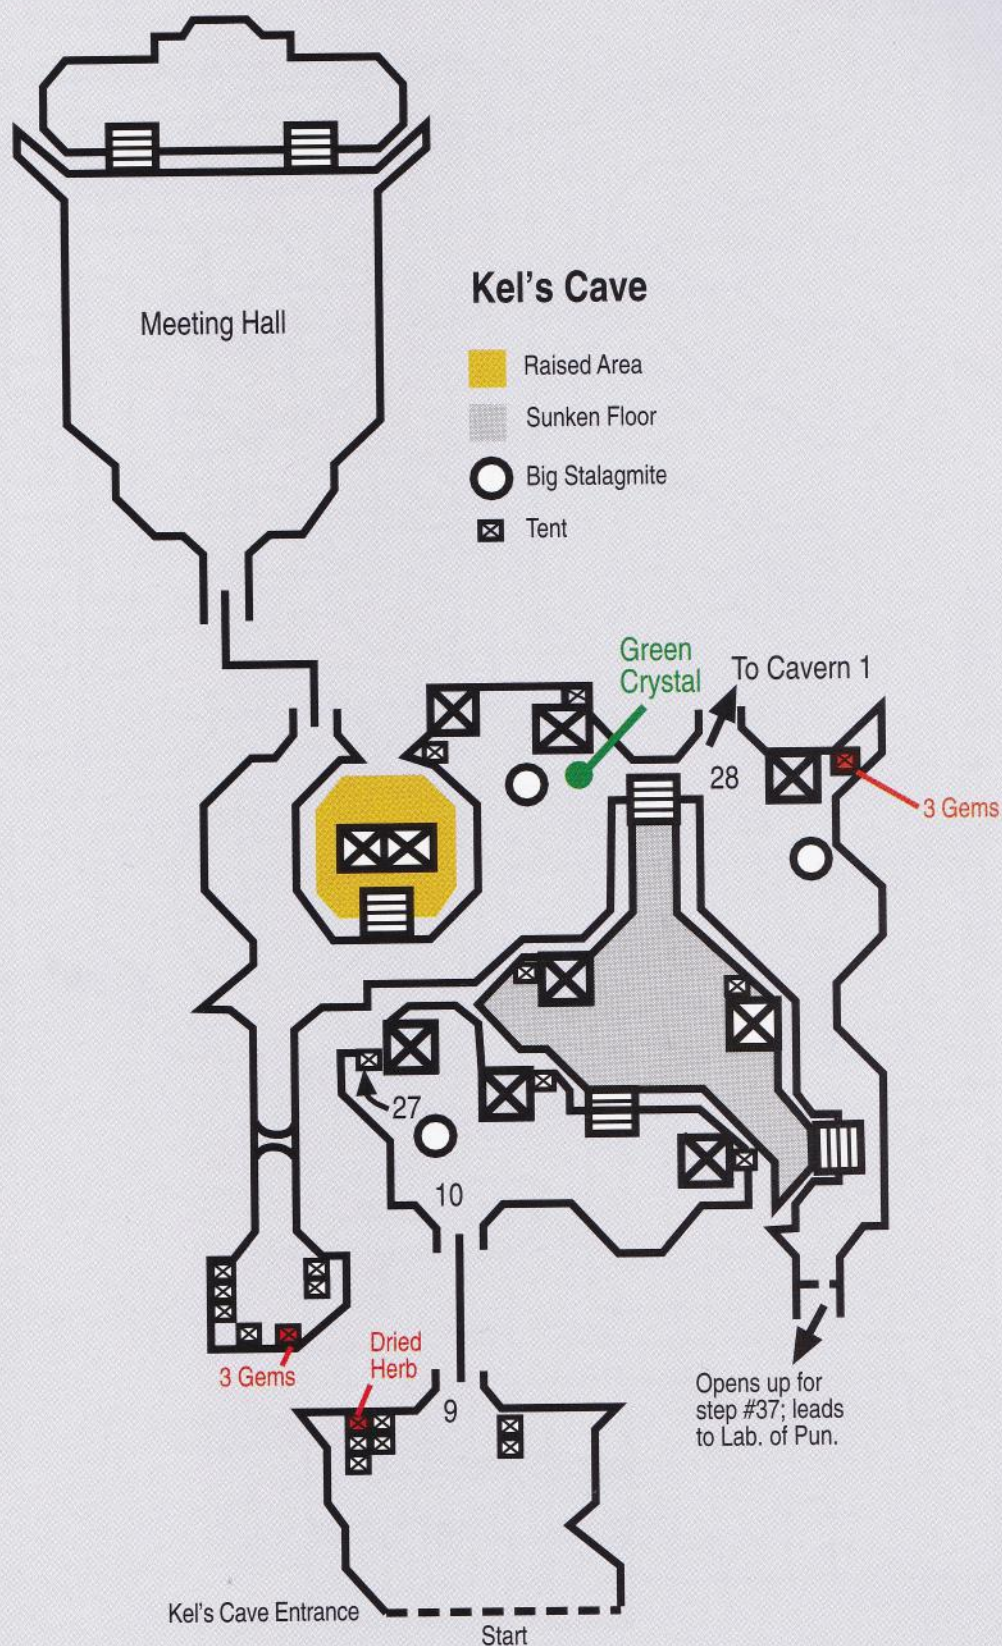 Meeting Hall
Kel's Cave
Raised Area
Sunken Floor
Big Stalagmite
Tent
Green
Crystal
To Cavern 1
28
3 Gems
27
10
3 Gems
Dried
Herb
9
Opens up for
step #37; leads
to Lab. of Pun.
Kel's Cave Entrance
Start